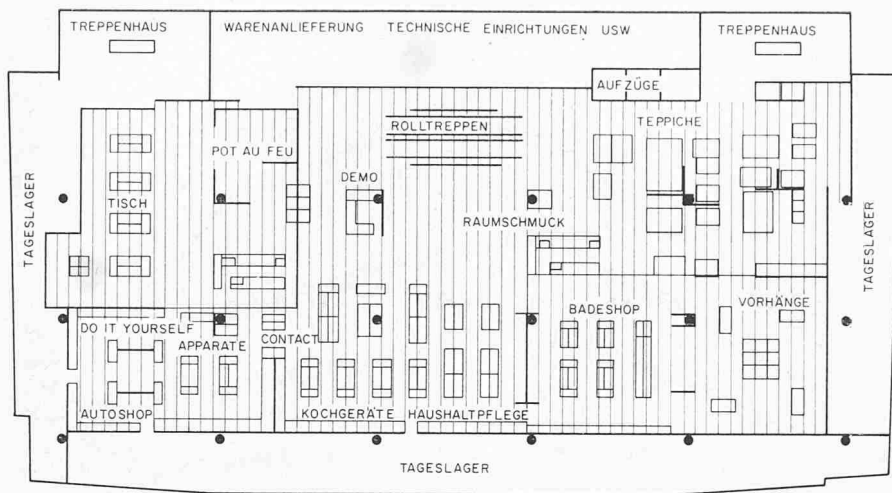 TREPPENHAUS
WARENANLIEFERUNG TECHNISCHE EINRICHTUNGEN USW
TREPPENHAUS
AUFZÜGE
TEPPICHE
ROLLTREPPEN
POT AU FEU
DEMO
TISCH
RAUMSCHMUCK
TAGESLAGER
TAGESLAGER
BADESHOP
VORHÄNGE
DO IT YOURSELF
APPARATE
CONTACT
AUTOSHOP
KOCHGERÄTE
HAUSHALTPFLEGE
TAGESLAGER